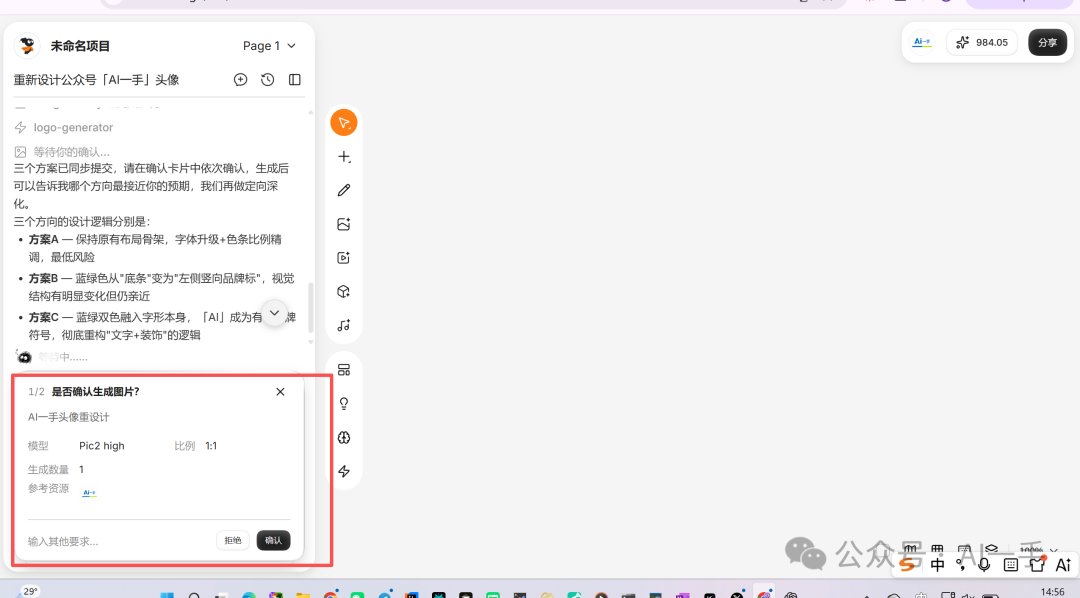 未命名项目
Page 1
Ai一手
984.05
分享
重新设计公众号「AI一手」头像
logo-generator
等待你的确认...
三个方案已同步提交，请在确认卡片中依次确认，生成后
可以告诉我哪个方向最接近你的预期，我们再做定向深
化。
三个方向的设计逻辑分别是：
• 方案A — 保持原有布局骨架，字体升级+色条比例精
调，最低风险
• 方案B — 蓝绿色从"底条"变为"左侧竖向品牌标"，视觉
结构有明显变化但仍亲近
• 方案C — 蓝绿双色融入字形本身，「AI」成为有 牌
符号，彻底重构"文字+装饰"的逻辑
等待中......
1/2 是否确认生成图片?
AI一手头像重设计
模型 Pic2 high 比例 1:1
生成数量 1
参考资源
输入其他要求...
拒绝 确认
公众号 · AI一手
100%
中
29°
14:56